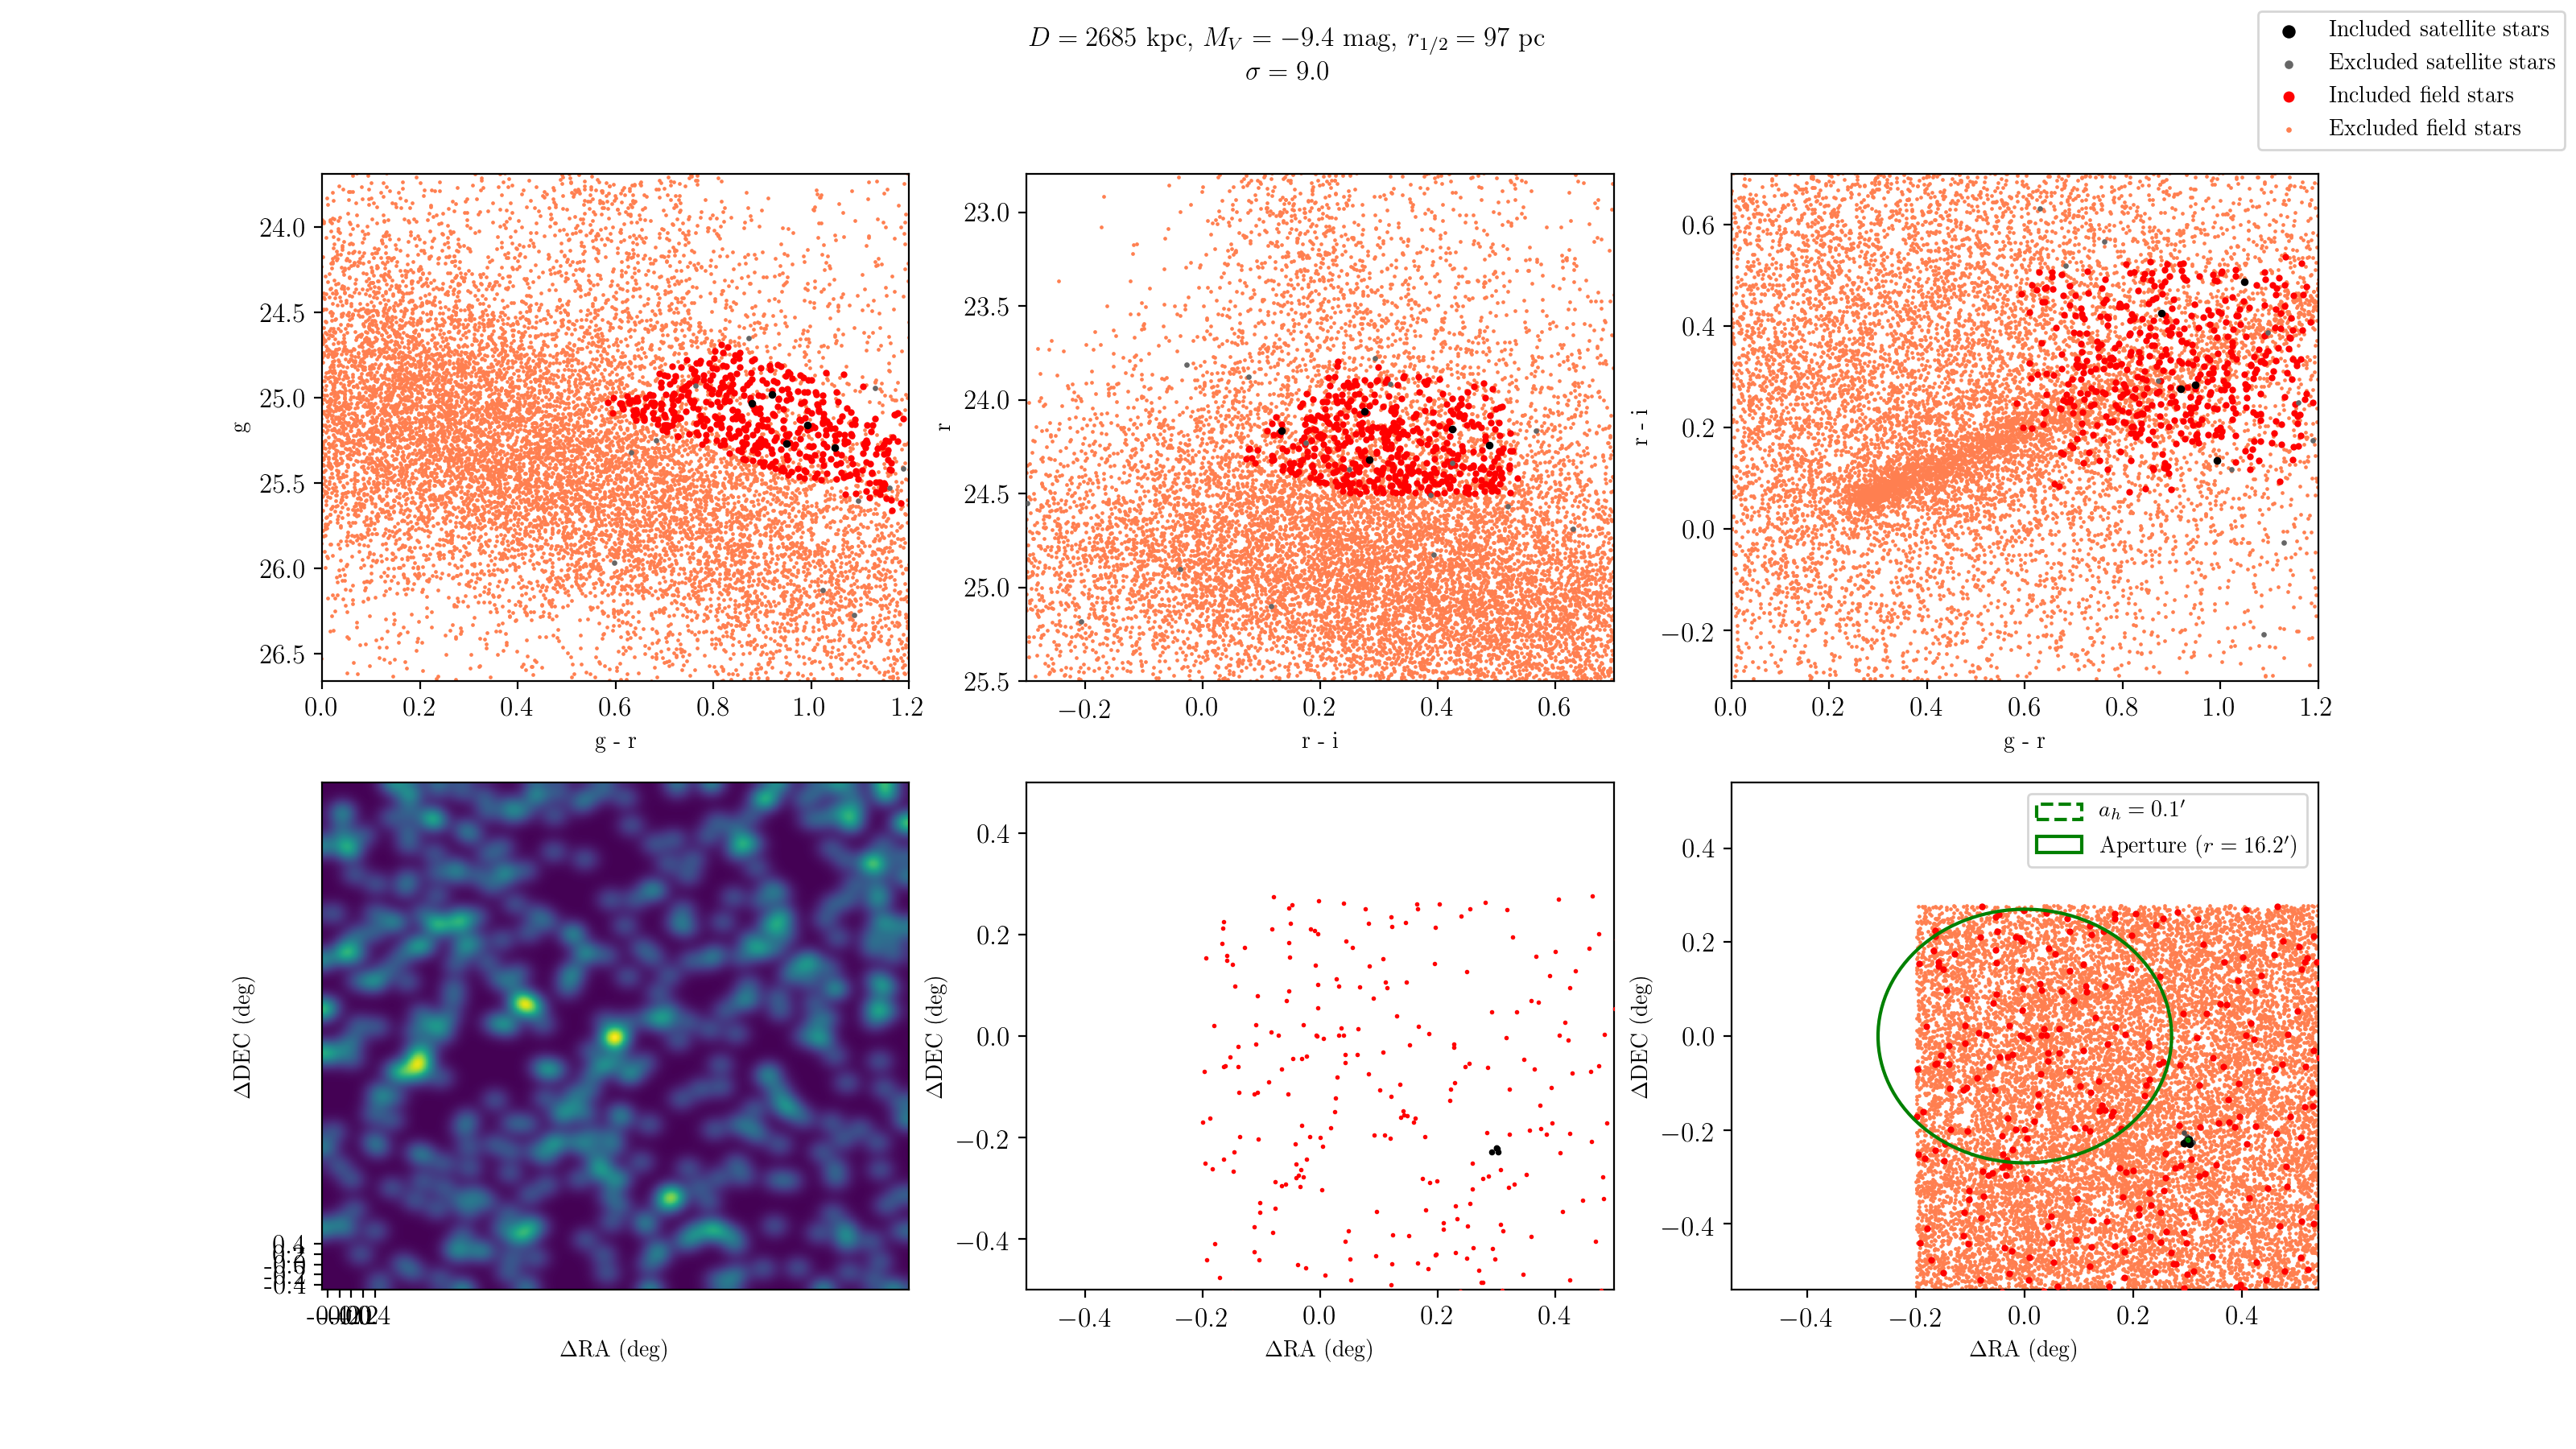 D = 2685 kpc, M_V = −9.4 mag, r_{1/2} = 97 pc
σ = 9.0
Included satellite stars
Excluded satellite stars
Included field stars
Excluded field stars
24.0
24.5
25.0
25.5
26.0
26.5
g
0.0 0.2 0.4 0.6 0.8 1.0 1.2
g - r
23.0
23.5
24.0
24.5
25.0
25.5
r
−0.2 0.0 0.2 0.4 0.6
r - i
0.6
0.4
0.2
0.0
−0.2
r - i
0.0 0.2 0.4 0.6 0.8 1.0 1.2
g - r
ΔDEC (deg)
ΔRA (deg)
0.4
0.2
0.0
−0.2
−0.4
ΔDEC (deg)
−0.4 −0.2 0.0 0.2 0.4
ΔRA (deg)
a_h = 0.1′
Aperture (r = 16.2′)
0.4
0.2
0.0
−0.2
−0.4
ΔDEC (deg)
−0.4 −0.2 0.0 0.2 0.4
ΔRA (deg)